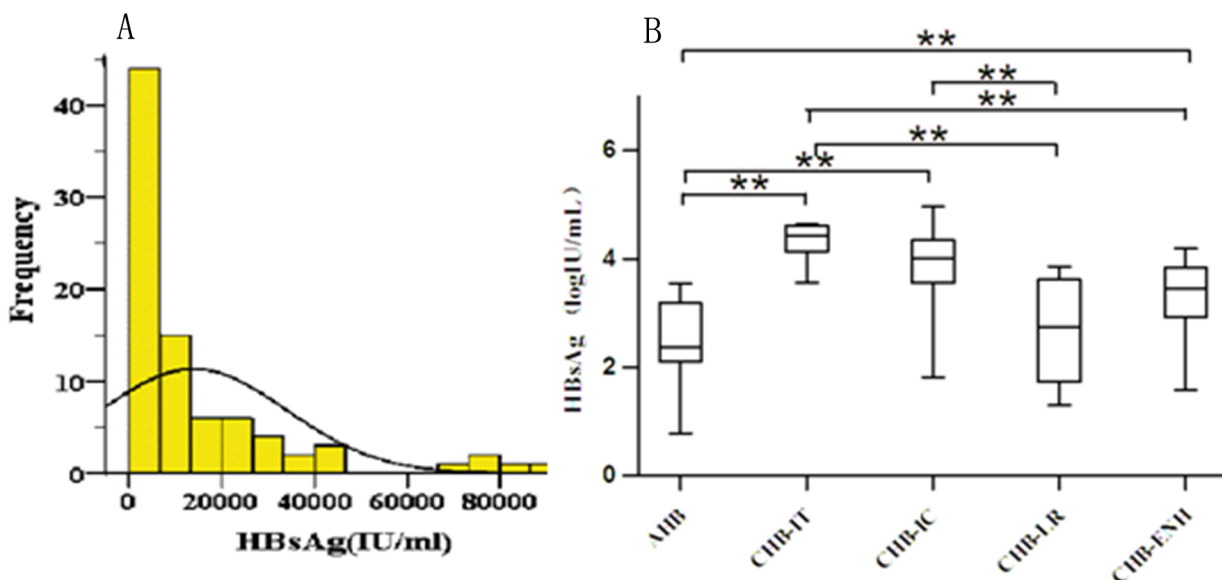 A
B
**
**
**
**
**
**
40
30
20
10
0
Frequency
0 20000 40000 60000 80000
HBsAg(IU/ml)
6
4
2
0
HBsAg (logIU/mL)
AHB
CHB-IT
CHB-IC
CHB-LR
CHB-ENH